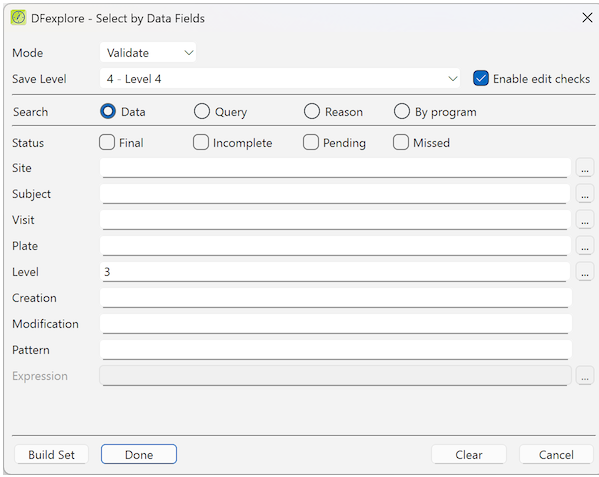 DFexplore - Select by Data Fields
Mode Validate
Save Level 4 - Level 4 Enable edit checks
Search Data Query Reason By program
Status Final Incomplete Pending Missed
Site ...
Subject ...
Visit ...
Plate ...
Level 3 ...
Creation
Modification
Pattern
Expression ...
Build Set Done Clear Cancel